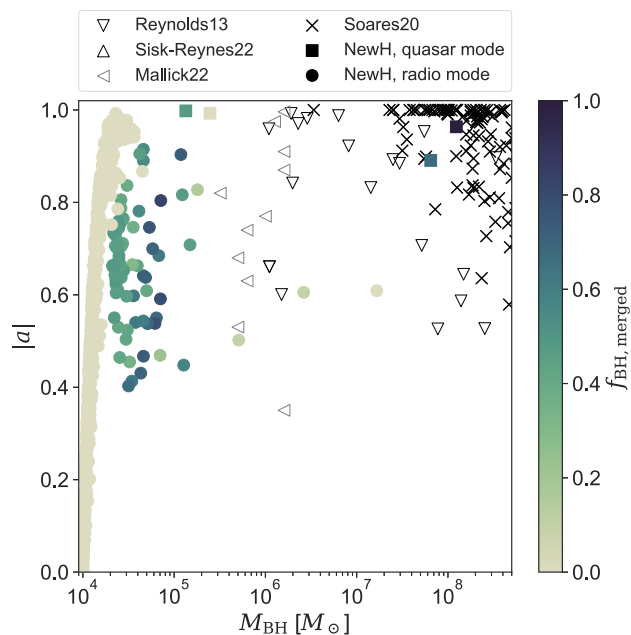 Reynolds13
Sisk-Reynes22
Mallick22
Soares20
NewH, quasar mode
NewH, radio mode
1.0
0.8
0.6
0.4
0.2
0.0
|a|
10^4
10^5
10^6
10^7
10^8
M_BH [M_⊙]
1.0
0.8
0.6
0.4
0.2
0.0
f_BH, merged